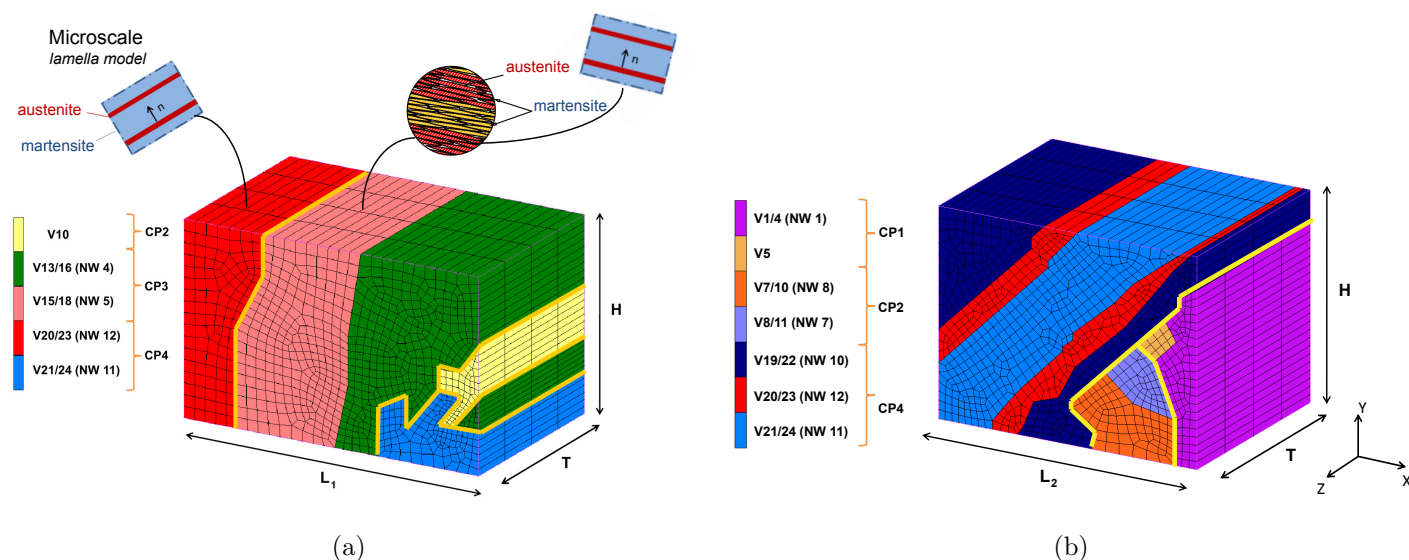 Microscale
lamella model
austenite
martensite
n
austenite
martensite
n
V10
V13/16 (NW 4)
V15/18 (NW 5)
V20/23 (NW 12)
V21/24 (NW 11)
CP2
CP3
CP4
H
T
L1
(a)
V1/4 (NW 1)
V5
V7/10 (NW 8)
V8/11 (NW 7)
V19/22 (NW 10)
V20/23 (NW 12)
V21/24 (NW 11)
CP1
CP2
CP4
H
T
L2
Y
X
Z
(b)